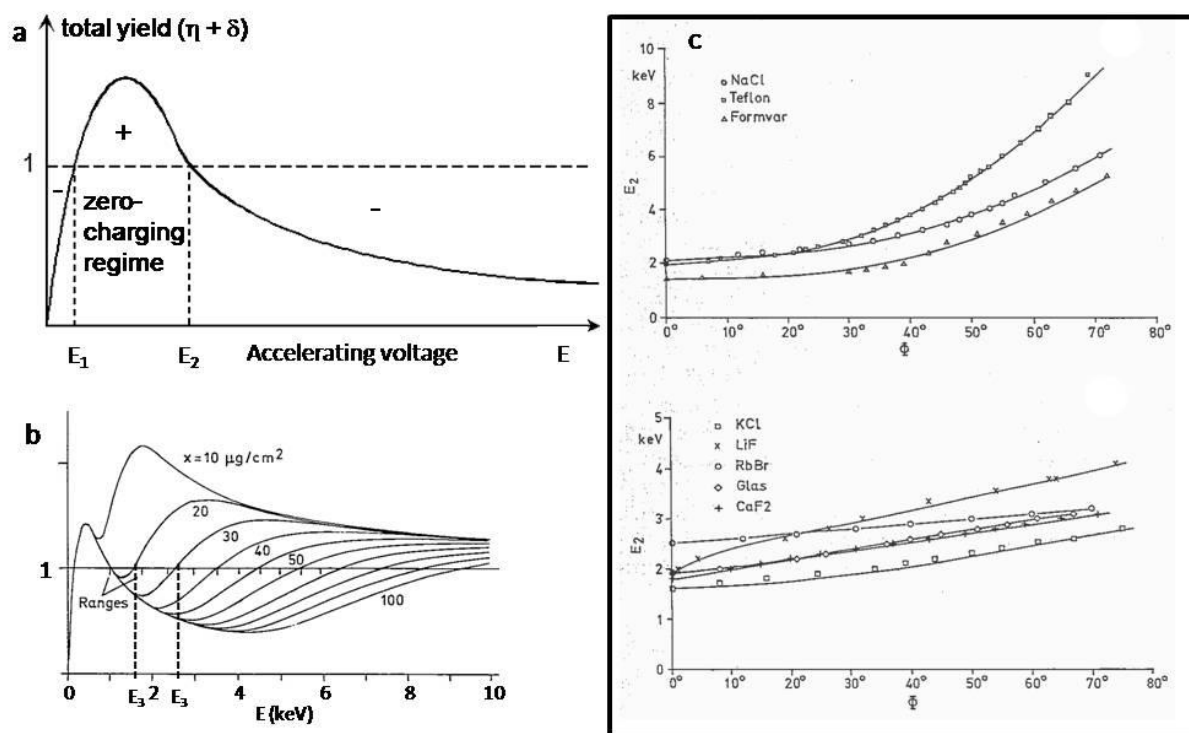 a
total yield (η + δ)
+
1
-
-
zero-
charging
regime
E₁
E₂
Accelerating voltage
E
b
x=10 μg/cm²
20
30
40
50
100
1
Ranges
0
E₃
2
E₃
4
6
8
10
E (keV)
c
10
keV
8
6
E₂
4
2
0
NaCl
Teflon
Formvar
0°
10°
20°
30°
40°
50°
60°
70°
80°
Φ
5
keV
4
3
E₂
2
1
0
KCl
LiF
RbBr
Glas
CaF2
0°
10°
20°
30°
40°
50°
60°
70°
80°
Φ